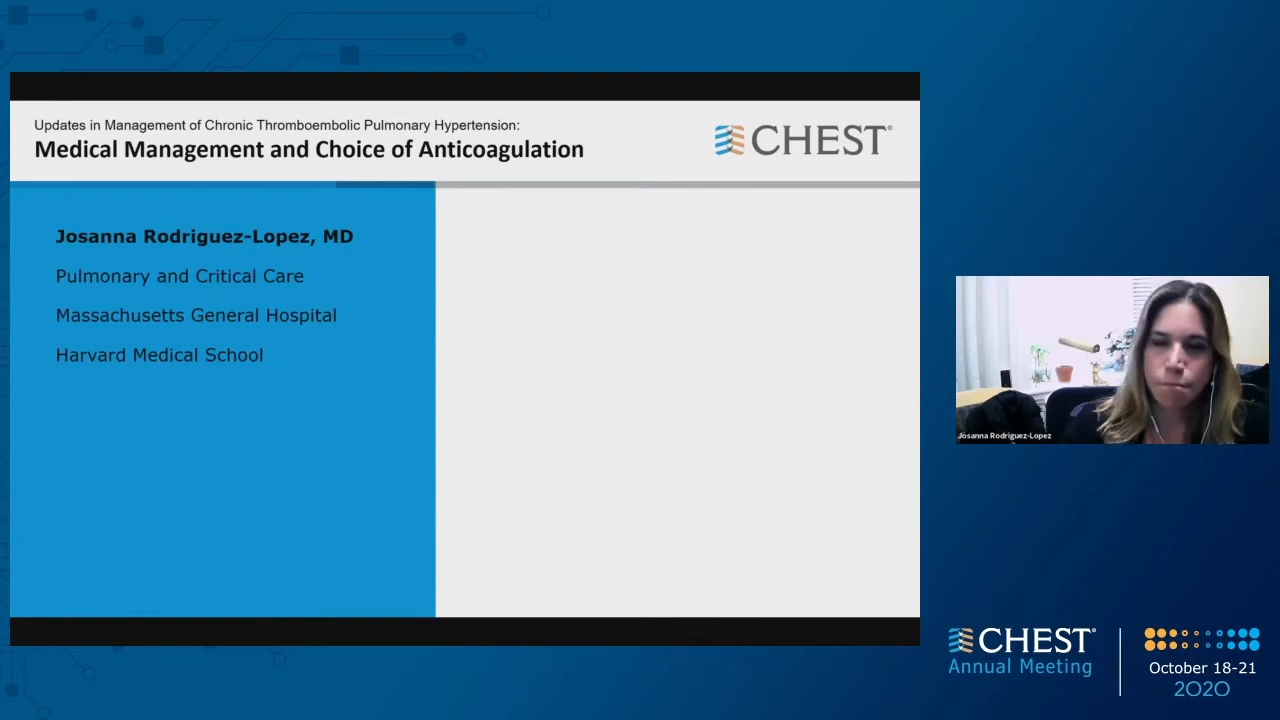 Updates in Management of Chronic Thromboembolic Pulmonary Hypertension:
Medical Management and Choice of Anticoagulation
CHEST®
Josanna Rodriguez-Lopez, MD
Pulmonary and Critical Care
Massachusetts General Hospital
Harvard Medical School
Josanna Rodriguez-Lopez
CHEST®
Annual Meeting
October 18-21
2020